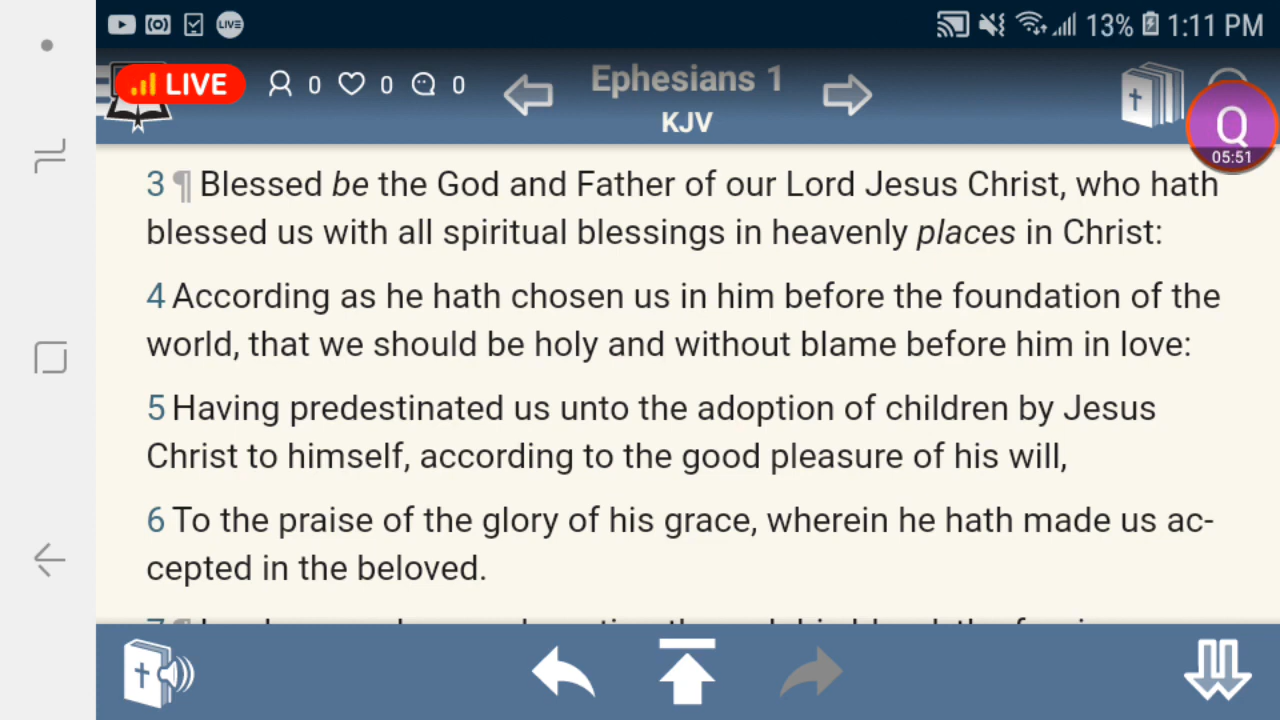 LIVE 13% 1:11 PM
LIVE 0 0 0 Ephesians 1
KJV
Q
05:51
3 ¶ Blessed be the God and Father of our Lord Jesus Christ, who hath
blessed us with all spiritual blessings in heavenly places in Christ:
4 According as he hath chosen us in him before the foundation of the
world, that we should be holy and without blame before him in love:
5 Having predestinated us unto the adoption of children by Jesus
Christ to himself, according to the good pleasure of his will,
6 To the praise of the glory of his grace, wherein he hath made us ac-
cepted in the beloved.